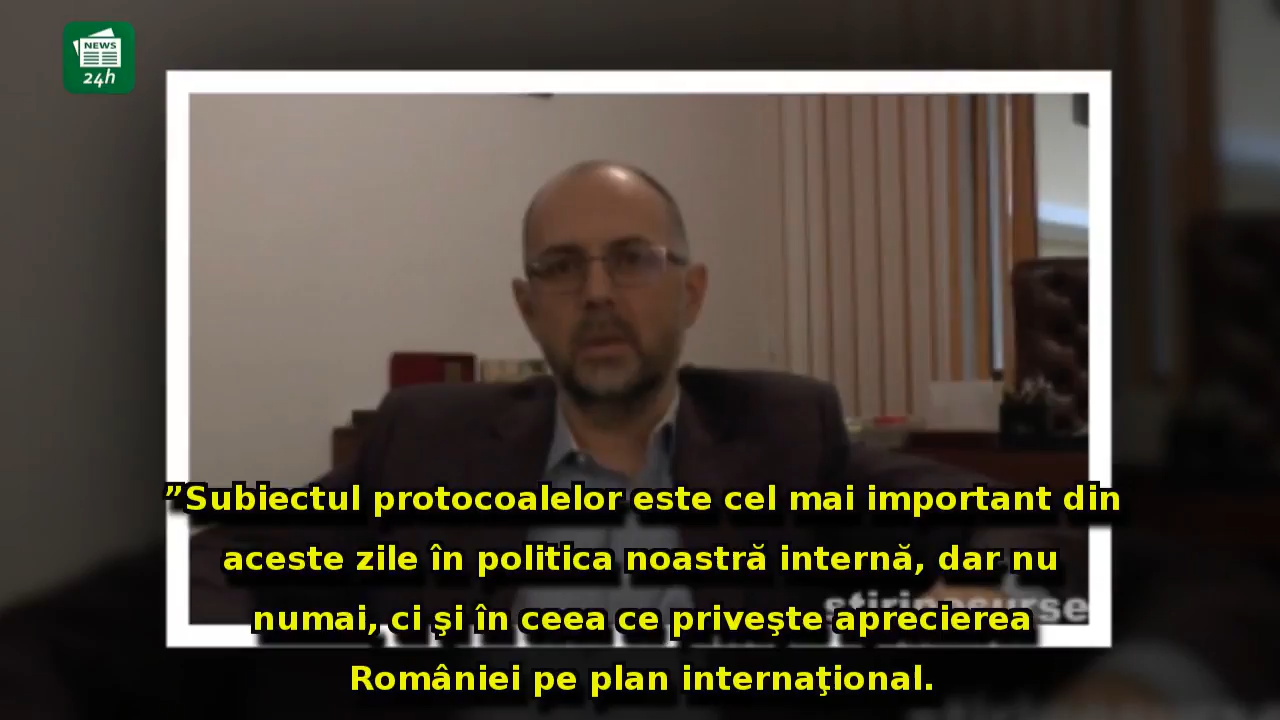 NEWS
24h
”Subiectul protocoalelor este cel mai important din
aceste zile în politica noastră internă, dar nu
numai, ci şi în ceea ce priveşte aprecierea
României pe plan internaţional.